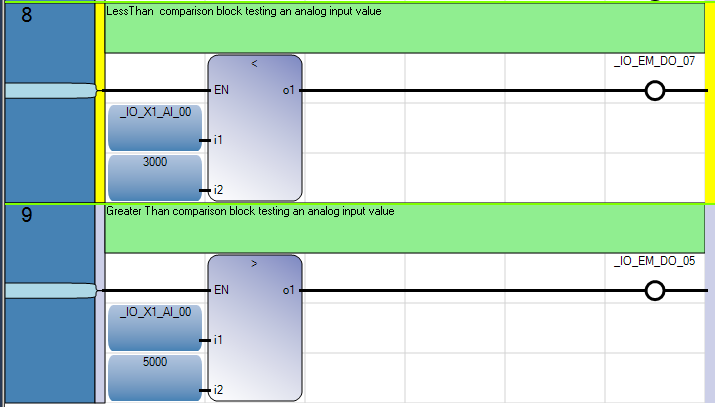 8
LessThan  comparison block testing an analog input value
<
_IO_EM_DO_07
EN
o1
_IO_X1_AI_00
i1
3000
i2
9
Greater Than comparison block testing an analog input value
>
_IO_EM_DO_05
EN
o1
_IO_X1_AI_00
i1
5000
i2